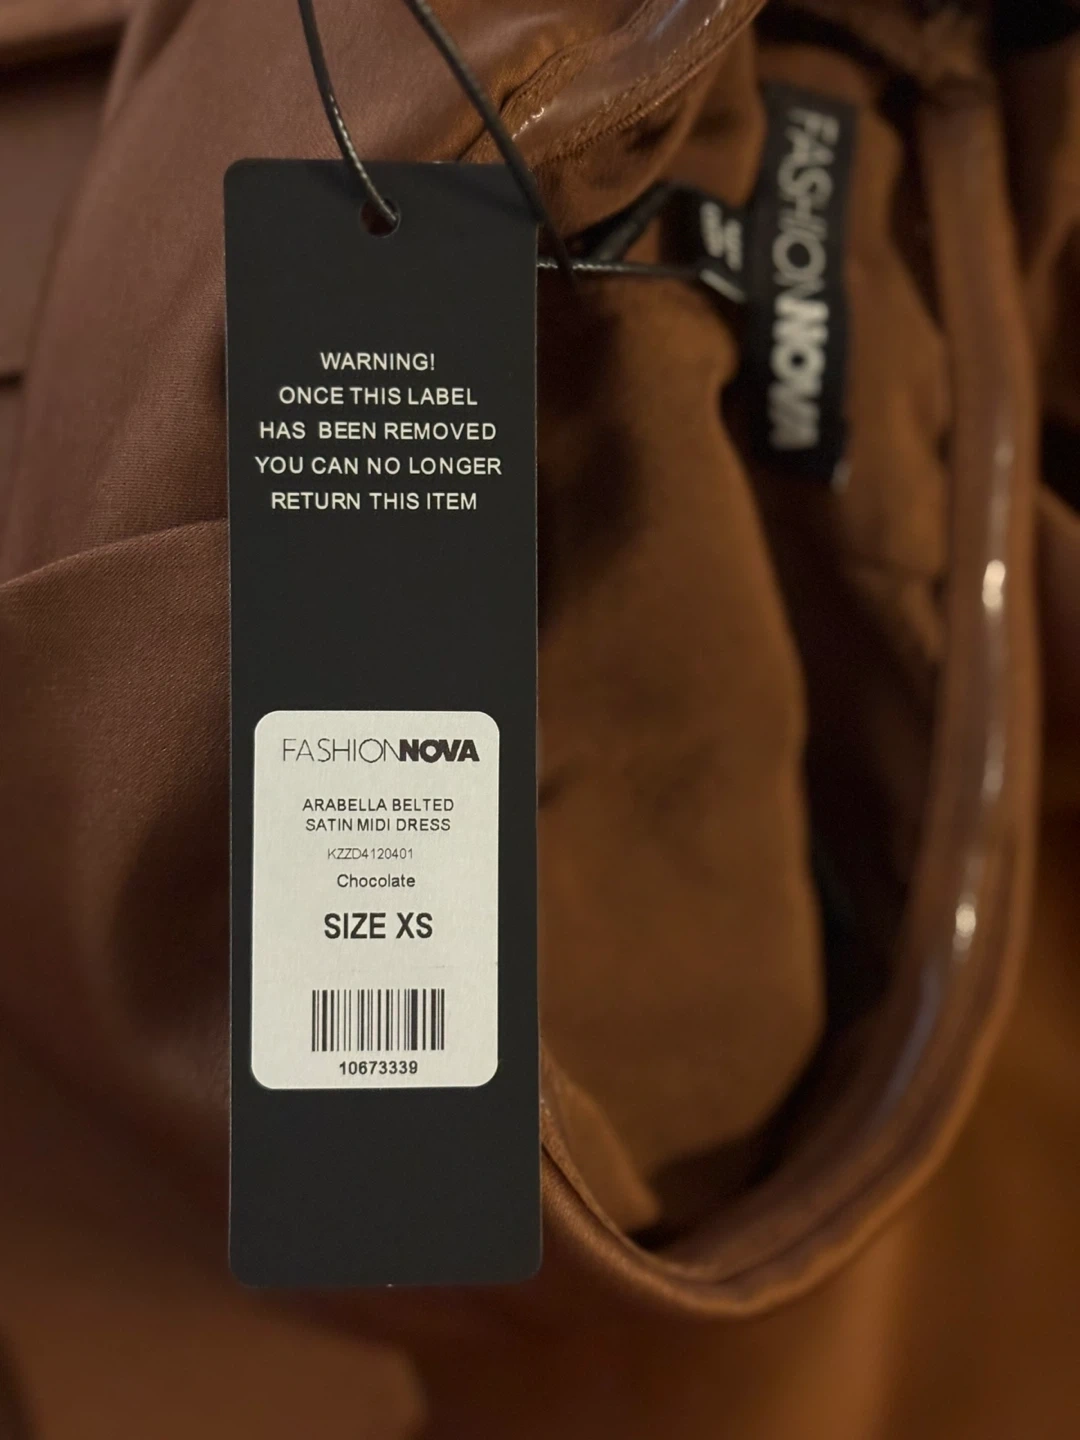 WARNING!
ONCE THIS LABEL
HAS BEEN REMOVED
YOU CAN NO LONGER
RETURN THIS ITEM
FASHIONNOVA
ARABELLA BELTED
SATIN MIDI DRESS
KZZD4120401
Chocolate
SIZE XS
10673339
FASHIONNOVA